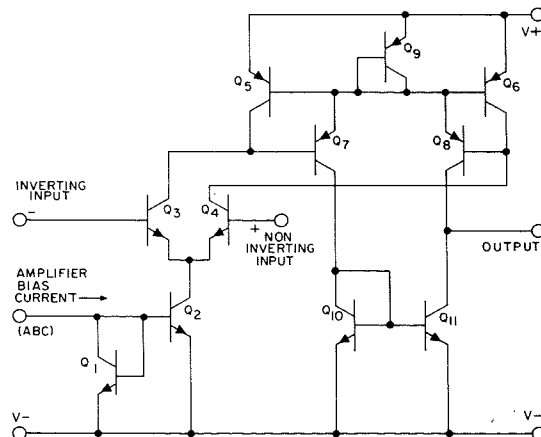 V+
Q9
Q5
Q6
Q7
Q8
INVERTING
INPUT
-
Q3
Q4
+
NON
INVERTING
INPUT
OUTPUT
AMPLIFIER
BIAS
CURRENT →
(ABC)
Q2
Q10
Q11
Q1
V-
V-